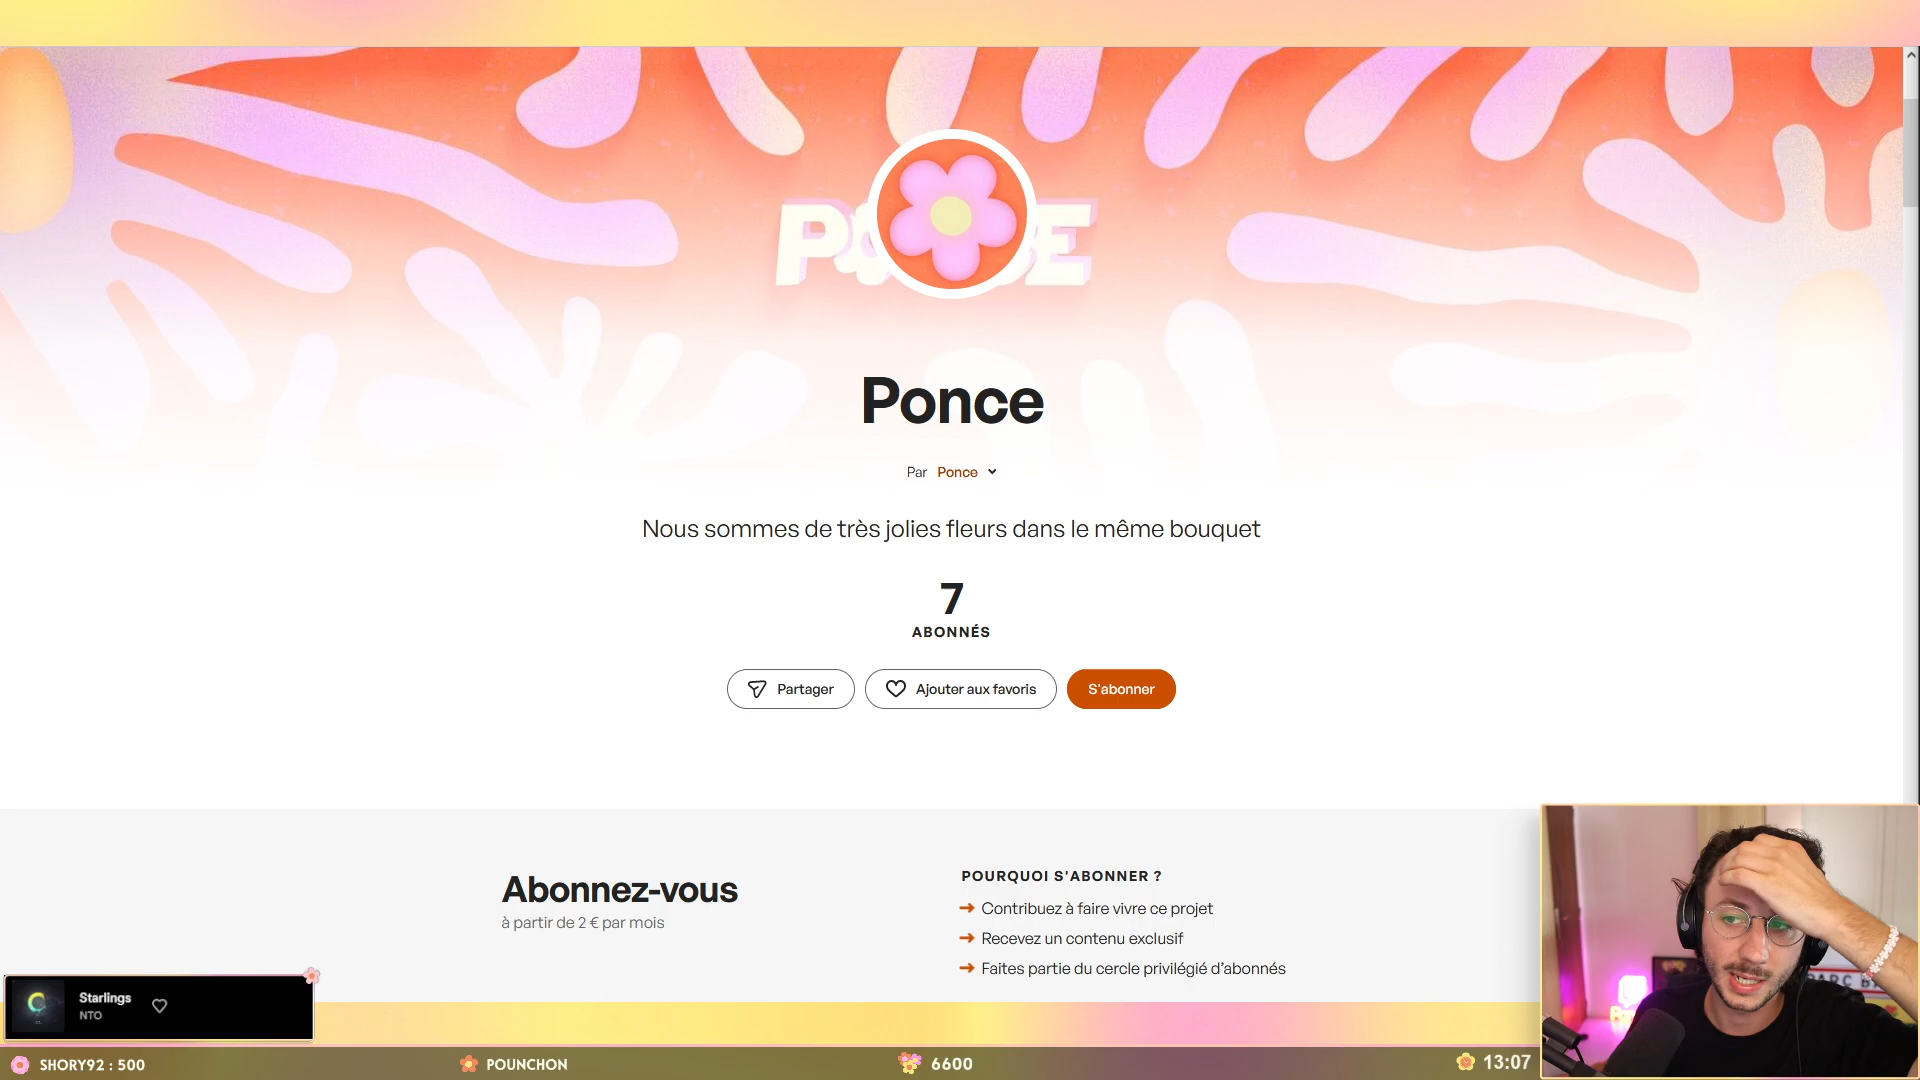 Ponce
Par Ponce
Nous sommes de très jolies fleurs dans le même bouquet
7
ABONNÉS
Partager
Ajouter aux favoris
S'abonner
Abonnez-vous
à partir de 2 € par mois
POURQUOI S'ABONNER ?
Contribuez à faire vivre ce projet
Recevez un contenu exclusif
Faites partie du cercle privilégié d’abonnés
Starlings
NTO
SHORY92 : 500
POUNCHON
6600
13:07